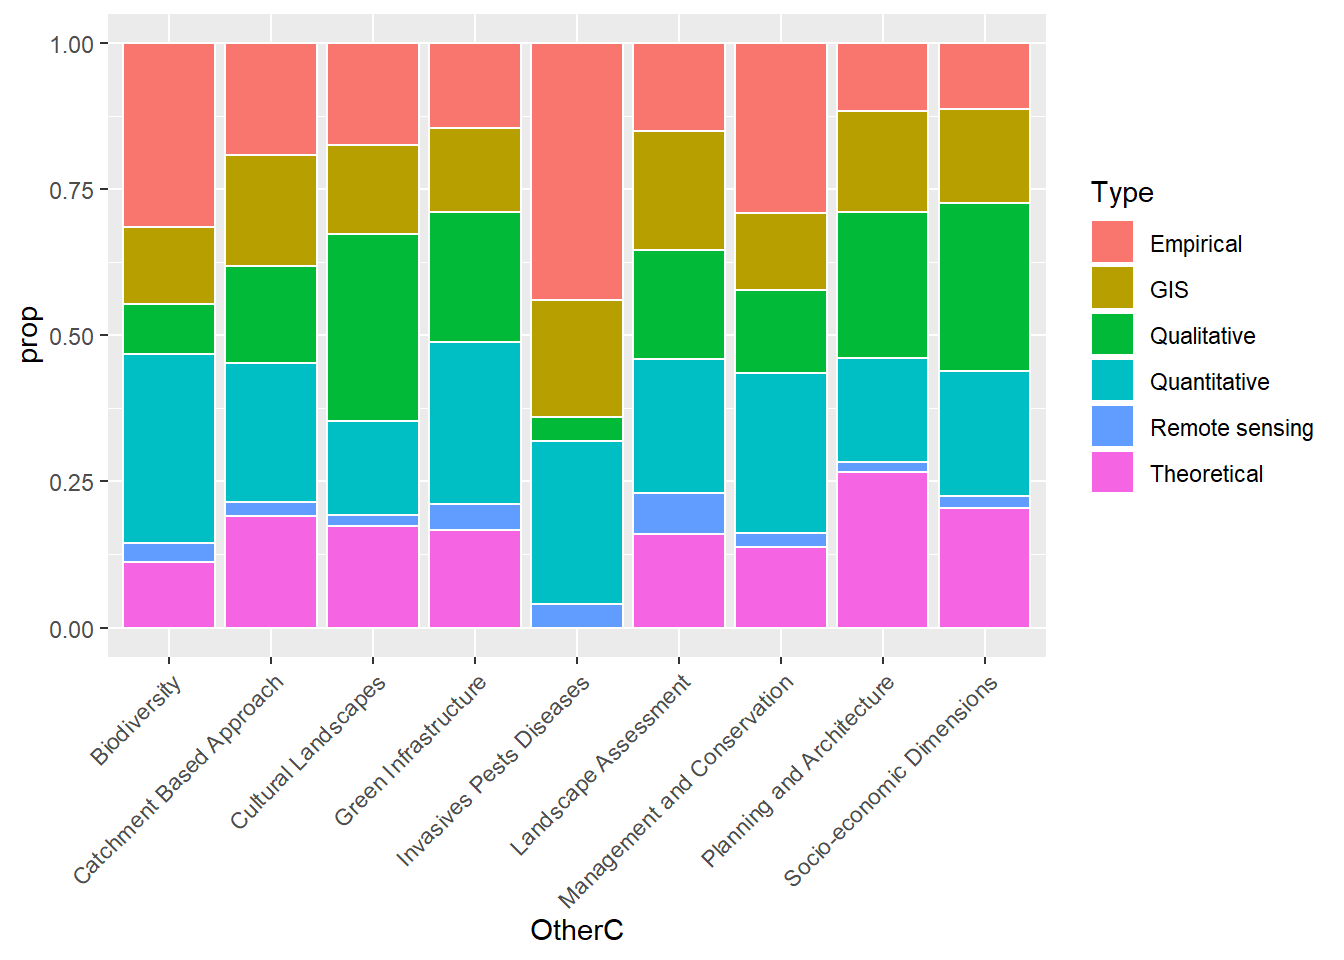 1.00
0.75
0.50
0.25
0.00
prop
Biodiversity
Catchment Based Approach
Cultural Landscapes
Green Infrastructure
Invasives Pests Diseases
Landscape Assessment
Management and Conservation
Planning and Architecture
Socio-economic Dimensions
OtherC
Type
Empirical
GIS
Qualitative
Quantitative
Remote sensing
Theoretical